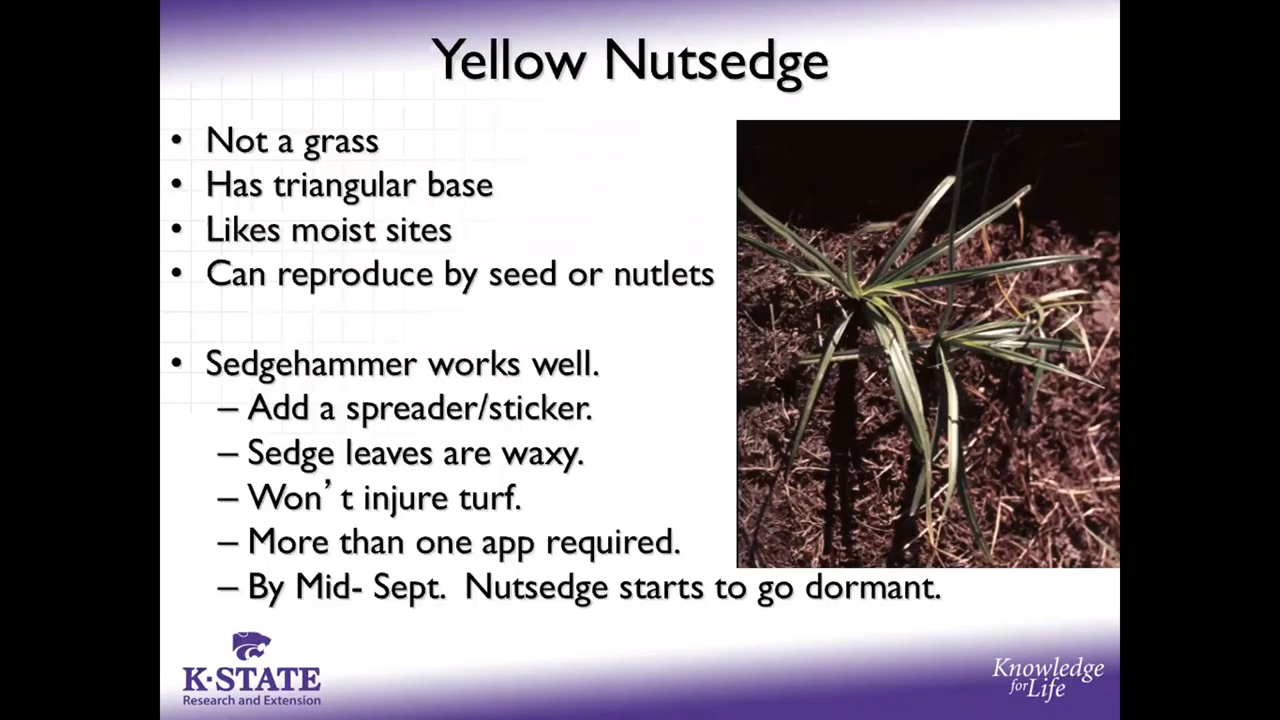 Yellow Nutsedge
• Not a grass
• Has triangular base
• Likes moist sites
• Can reproduce by seed or nutlets
• Sedgehammer works well.
– Add a spreader/sticker.
– Sedge leaves are waxy.
– Won’ t injure turf.
– More than one app required.
– By Mid- Sept.  Nutsedge starts to go dormant.
K-STATE
Research and Extension
Knowledge
for Life